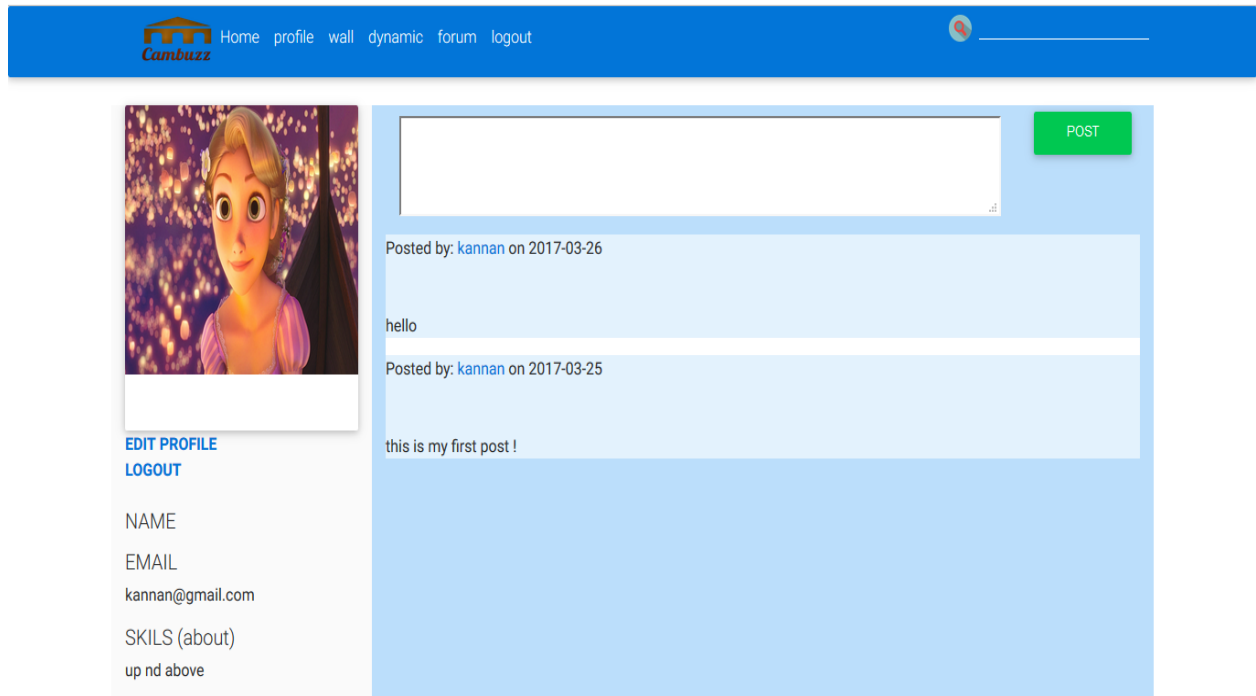 Cambuzz Home profile wall dynamic forum logout
POST
Posted by: kannan on 2017-03-26
hello
Posted by: kannan on 2017-03-25
this is my first post !
EDIT PROFILE
LOGOUT
NAME
EMAIL
kannan@gmail.com
SKILS (about)
up nd above